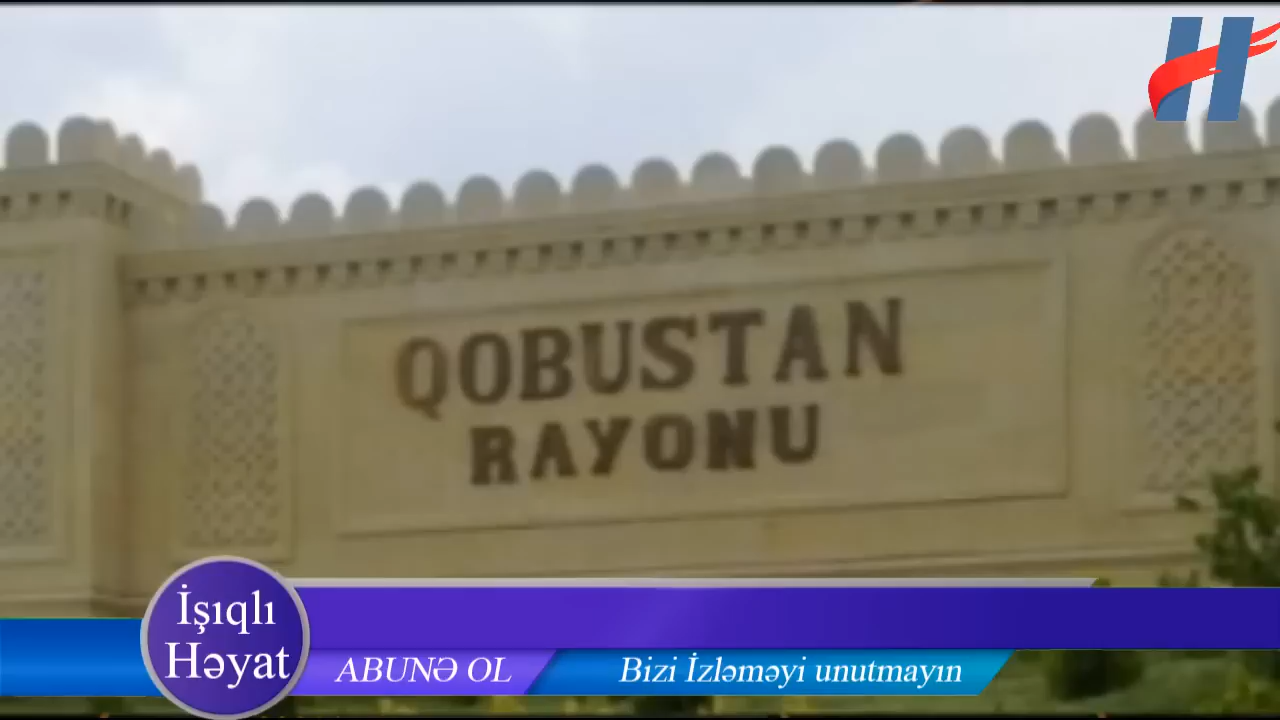 QOBUSTAN
RAYONU
İşıqlı
Həyat
ABUNƏ OL
Bizi İzləməyi unutmayın